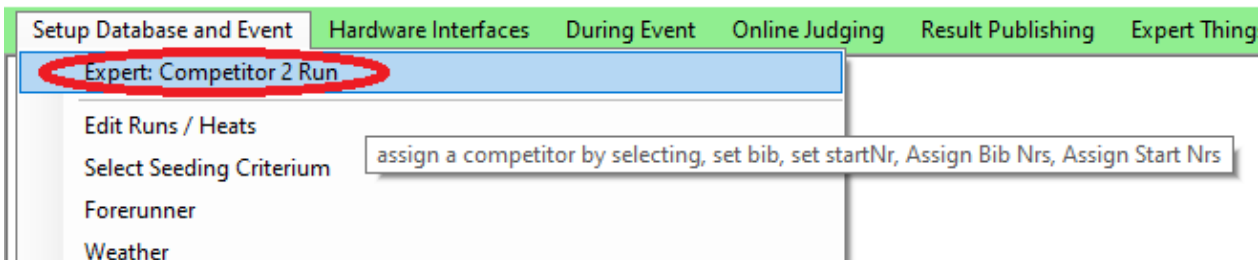 Setup Database and Event Hardware Interfaces During Event Online Judging Result Publishing Expert Thing
Expert: Competitor 2 Run
Edit Runs / Heats
assign a competitor by selecting, set bib, set startNr, Assign Bib Nrs, Assign Start Nrs
Select Seeding Criterium
Forerunner
Weather